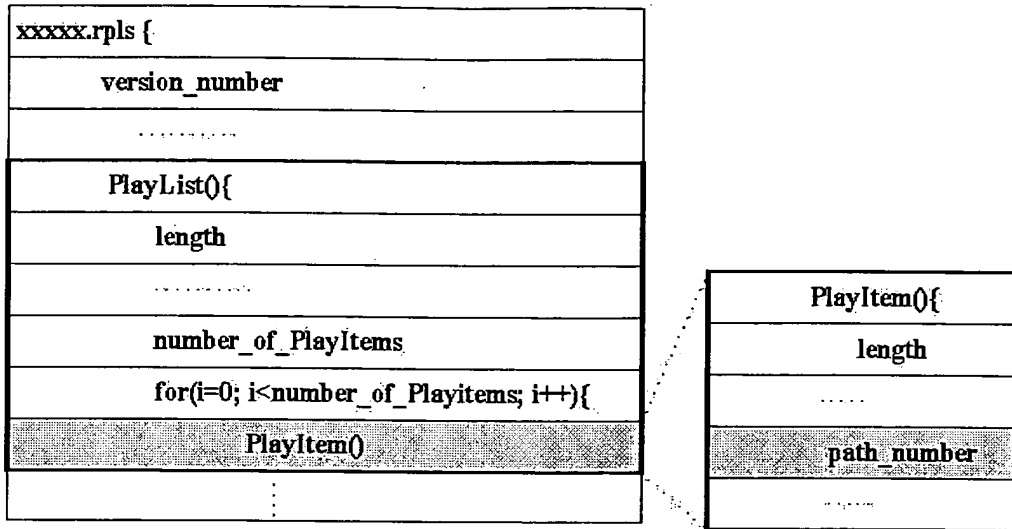 xxxxx.rpls {
version_number
..........
PlayList(){
length
..........
number_of_PlayItems
for(i=0; i<number_of_Playitems; i++){
PlayItem()
PlayItem(){
length
.....
path_number
.....